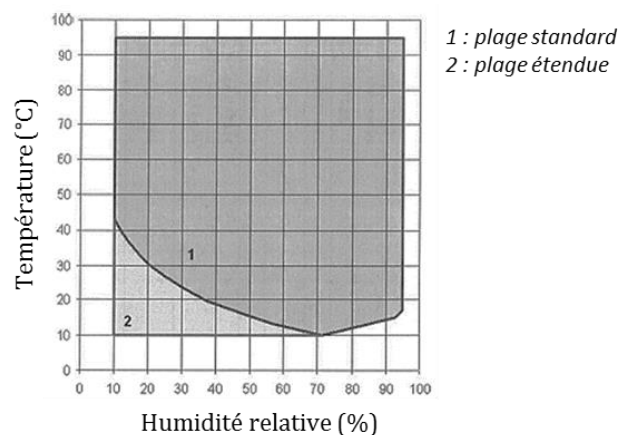 1 : plage standard
2 : plage étendue
Température (°C)
100
90
80
70
60
50
40
30
20
10
0
1
2
0 10 20 30 40 50 60 70 80 90 100
Humidité relative (%)